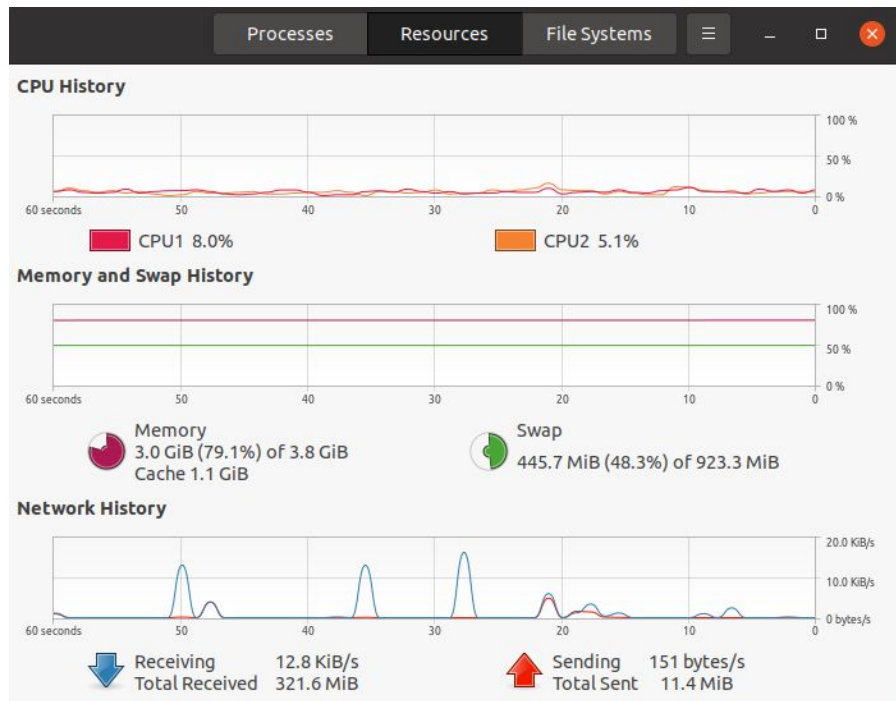 Processes Resources File Systems
CPU History
100 %
50 %
0 %
60 seconds 50 40 30 20 10 0
CPU1 8.0% CPU2 5.1%
Memory and Swap History
100 %
50 %
0 %
60 seconds 50 40 30 20 10 0
Memory
3.0 GiB (79.1%) of 3.8 GiB
Cache 1.1 GiB
Swap
445.7 MiB (48.3%) of 923.3 MiB
Network History
20.0 KiB/s
10.0 KiB/s
0 bytes/s
60 seconds 50 40 30 20 10 0
Receiving 12.8 KiB/s
Total Received 321.6 MiB
Sending 151 bytes/s
Total Sent 11.4 MiB